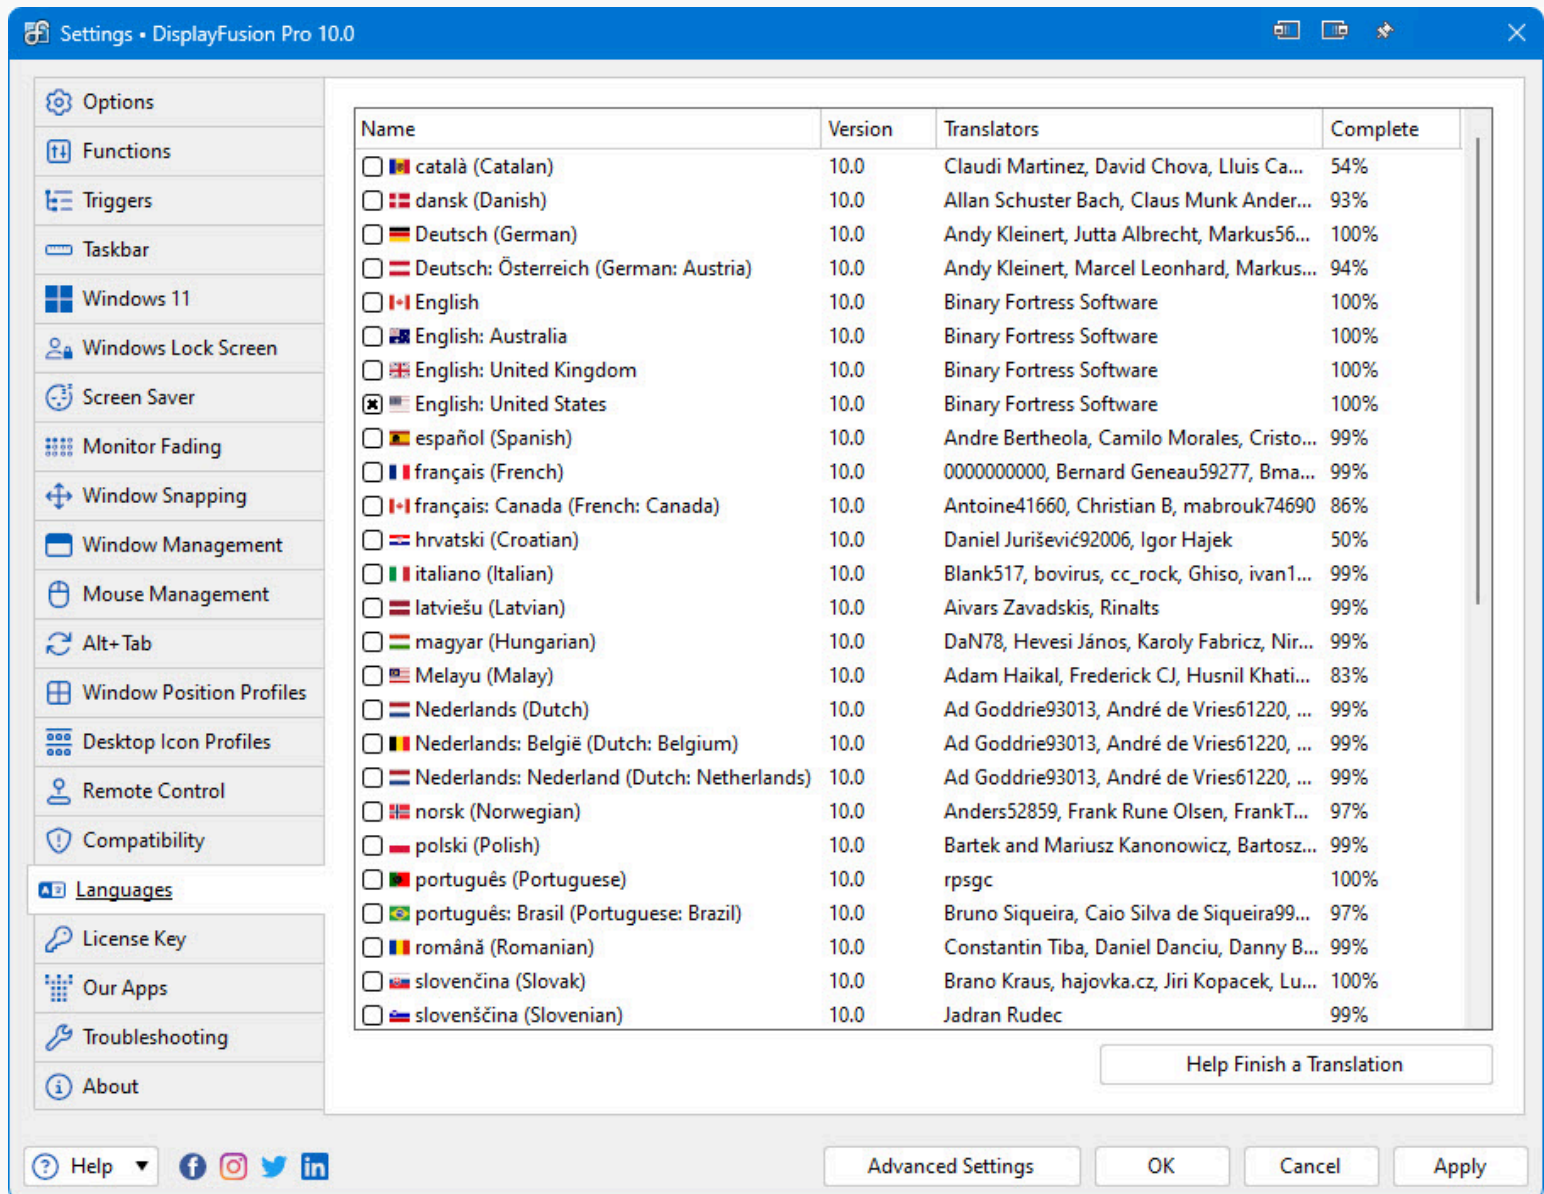 Settings • DisplayFusion Pro 10.0
Options
Functions
Triggers
Taskbar
Windows 11
Windows Lock Screen
Screen Saver
Monitor Fading
Window Snapping
Window Management
Mouse Management
Alt+Tab
Window Position Profiles
Desktop Icon Profiles
Remote Control
Compatibility
Languages
License Key
Our Apps
Troubleshooting
About
Name Version Translators Complete
català (Catalan) 10.0 Claudi Martinez, David Chova, Lluis Ca... 54%
dansk (Danish) 10.0 Allan Schuster Bach, Claus Munk Ander... 93%
Deutsch (German) 10.0 Andy Kleinert, Jutta Albrecht, Markus56... 100%
Deutsch: Österreich (German: Austria) 10.0 Andy Kleinert, Marcel Leonhard, Markus... 94%
English 10.0 Binary Fortress Software 100%
English: Australia 10.0 Binary Fortress Software 100%
English: United Kingdom 10.0 Binary Fortress Software 100%
English: United States 10.0 Binary Fortress Software 100%
español (Spanish) 10.0 Andre Bertheola, Camilo Morales, Cristo... 99%
français (French) 10.0 0000000000, Bernard Geneau59277, Bma... 99%
français: Canada (French: Canada) 10.0 Antoine41660, Christian B, mabrouk74690 86%
hrvatski (Croatian) 10.0 Daniel Jurišević92006, Igor Hajek 50%
italiano (Italian) 10.0 Blank517, bovirus, cc_rock, Ghiso, ivan1... 99%
latviešu (Latvian) 10.0 Aivars Zavadskis, Rinalts 99%
magyar (Hungarian) 10.0 DaN78, Hevesi János, Karoly Fabricz, Nir... 99%
Melayu (Malay) 10.0 Adam Haikal, Frederick CJ, Husnil Khati... 83%
Nederlands (Dutch) 10.0 Ad Goddrie93013, André de Vries61220, ... 99%
Nederlands: België (Dutch: Belgium) 10.0 Ad Goddrie93013, André de Vries61220, ... 99%
Nederlands: Nederland (Dutch: Netherlands) 10.0 Ad Goddrie93013, André de Vries61220, ... 99%
norsk (Norwegian) 10.0 Anders52859, Frank Rune Olsen, FrankT... 97%
polski (Polish) 10.0 Bartek and Mariusz Kanonowicz, Bartosz... 99%
português (Portuguese) 10.0 rpsgc 100%
português: Brasil (Portuguese: Brazil) 10.0 Bruno Siqueira, Caio Silva de Siqueira99... 97%
română (Romanian) 10.0 Constantin Tiba, Daniel Danciu, Danny B... 99%
slovenčina (Slovak) 10.0 Brano Kraus, hajovka.cz, Jiri Kopacek, Lu... 100%
slovenščina (Slovenian) 10.0 Jadran Rudec 99%
Help Finish a Translation
Help
Advanced Settings
OK
Cancel
Apply